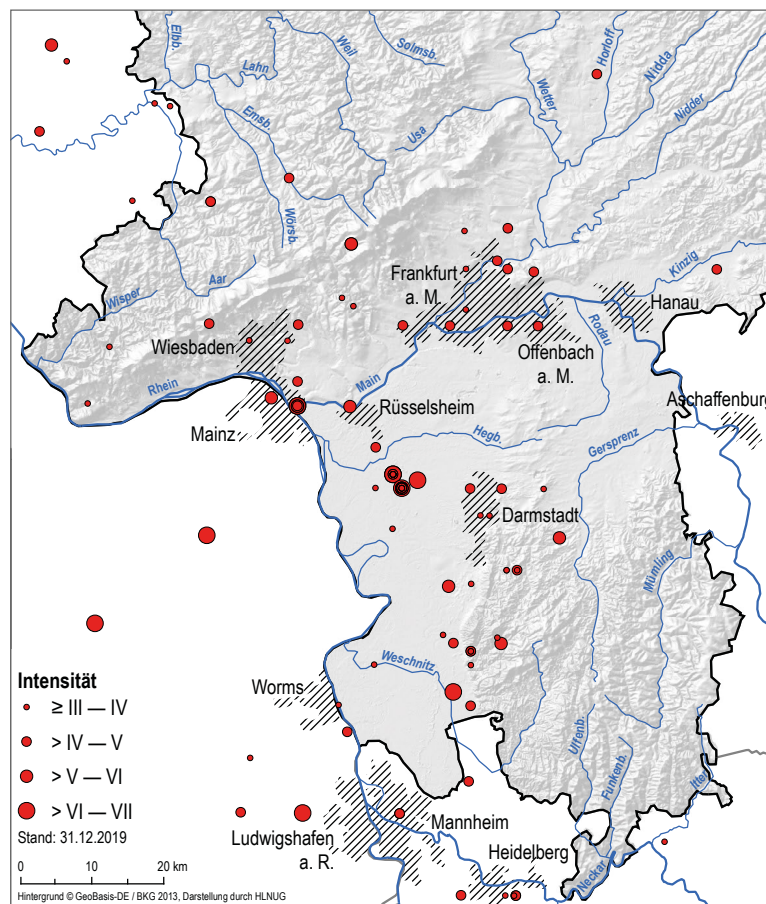 Elbb.
Lahn
Weil
Solmsb.
Wetter
Horloff
Nidda
Nidder
Emsb.
Usa
Wörsb.
Aar
Wisper
Frankfurt
a. M.
Kinzig
Hanau
Wiesbaden
Offenbach
a. M.
Rodau
Rhein
Main
Mainz
Rüsselsheim
Aschaffenburg
Hegb.
Gersprenz
Darmstadt
Mümling
Weschnitz
Worms
Intensität
≥ III — IV
> IV — V
> V — VI
> VI — VII
Stand: 31.12.2019
0 10 20 km
Ulfenb.
Funkenb.
Itter
Ludwigshafen
a. R.
Mannheim
Heidelberg
Neckar
Hintergrund © GeoBasis-DE / BKG 2013, Darstellung durch HLNUG